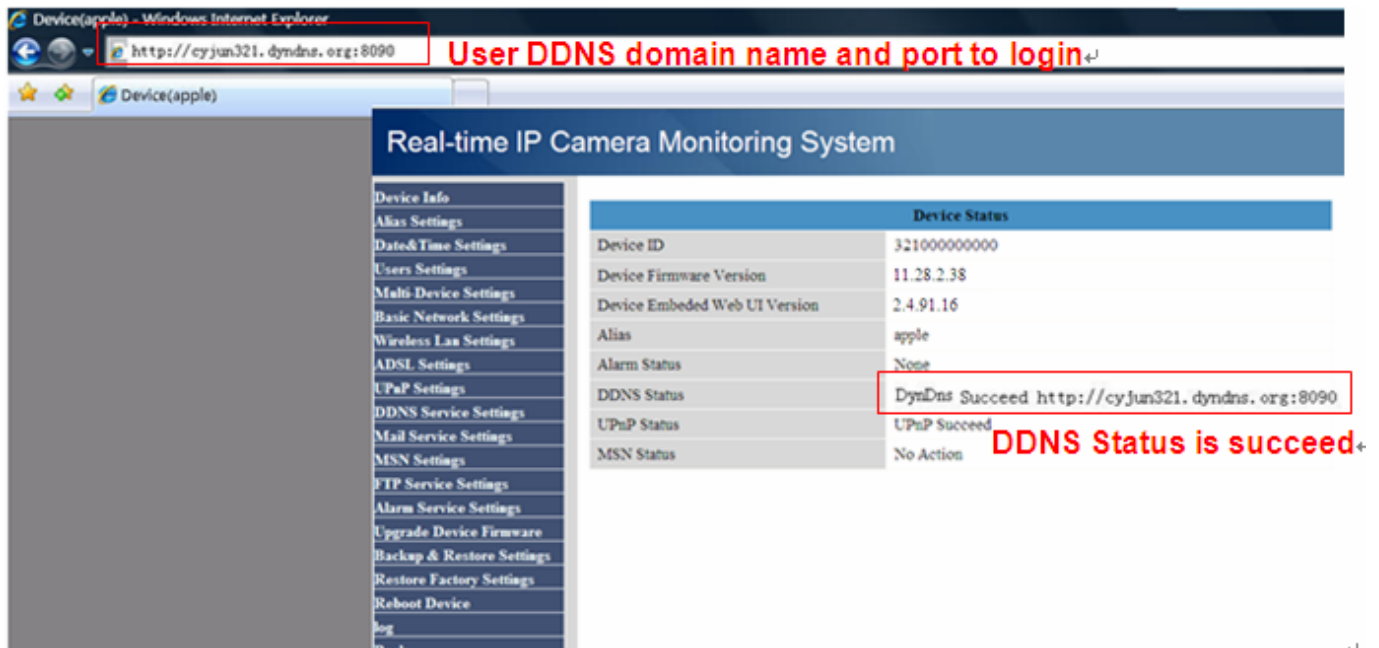 Device(apple) - Windows Internet Explorer
http://cyjun321.dyndns.org:8090
User DDNS domain name and port to login
Device(apple)
Real-time IP Camera Monitoring System
Device Info
Alias Settings
Date&Time Settings
Users Settings
Multi-Device Settings
Basic Network Settings
Wireless Lan Settings
ADSL Settings
UPnP Settings
DDNS Service Settings
Mail Service Settings
MSN Settings
FTP Service Settings
Alarm Service Settings
Upgrade Device Firmware
Backup & Restore Settings
Restore Factory Settings
Reboot Device
log
Device Status
Device ID 321000000000
Device Firmware Version 11.28.2.38
Device Embeded Web UI Version 2.4.91.16
Alias apple
Alarm Status None
DDNS Status DynDns Succeed http://cyjun321.dyndns.org:8090
UPnP Status UPnP Succeed
MSN Status No Action
DDNS Status is succeed